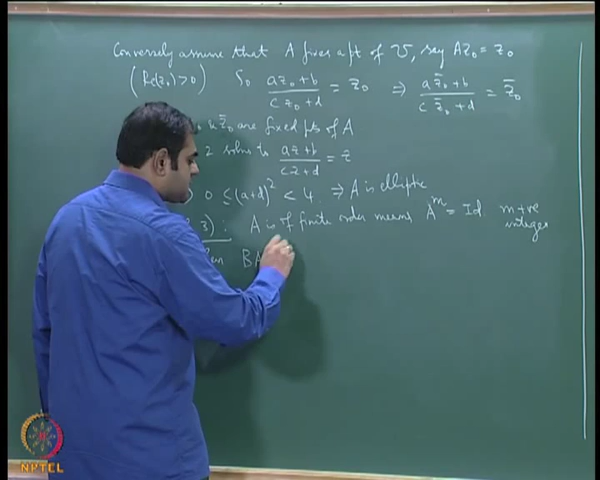 Conversely assume that A fixes a pt of U, say Az₀ = z₀
(Re(z₀) > 0) So az₀ + b / cz₀ + d = z₀ ⇒ az̄₀ + b / cz̄₀ + d = z̄₀
z̄₀ are fixed pts of A
2 solns to az + b / cz + d = z
0 ≤ (a+d)² < 4. ⇒ A is elliptic
3) : A is of finite order means Aᵐ = Id. m +ve integer
BA
NPTEL